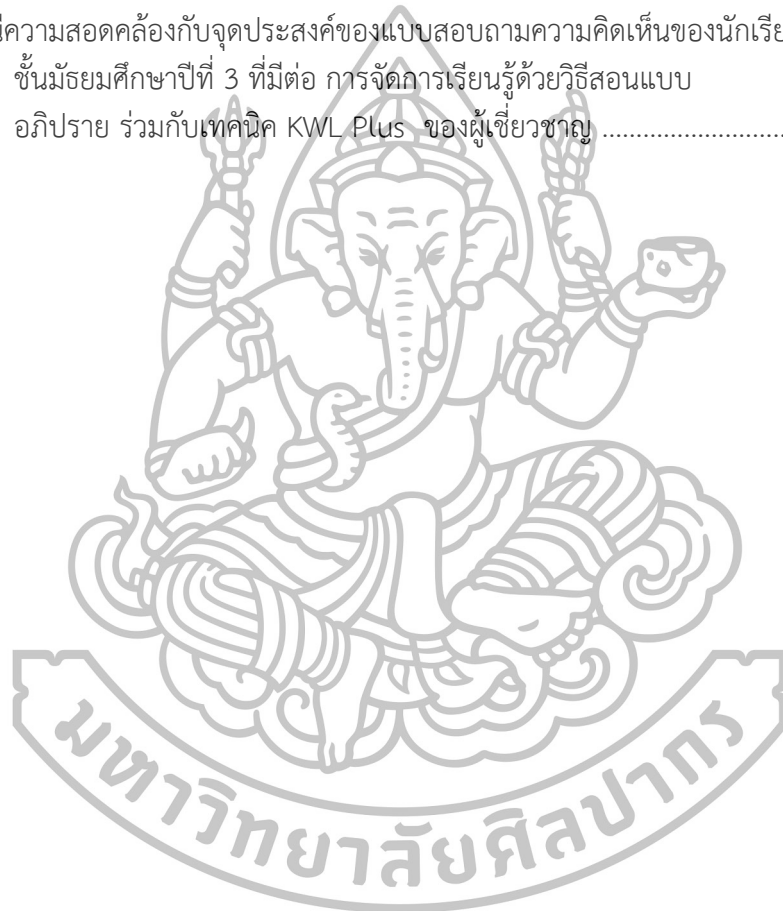 ความสอดคล้องกับจุดประสงค์ของแบบสอบถามความคิดเห็นของนักเรีย
ชั้นมัธยมศึกษาปีที่ 3 ที่มีต่อ การจัดการเรียนรู้ด้วยวิธีสอนแบบ
อภิปราย ร่วมกับเทคนิค KWL Plus ของผู้เชี่ยวชาญ ............................
มหาวิทยาลัยศิลปากร